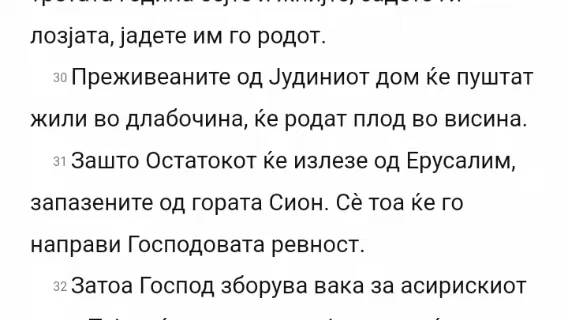 лозјата, јадете им го родот.
30 Преживеаните од Јудиниот дом ќе пуштат
жили во длабочина, ќе родат плод во висина.
31 Зашто Остатокот ќе излезе од Ерусалим,
запазените од гората Сион. Сѐ тоа ќе го
направи Господовата ревност.
32 Затоа Господ зборува вака за асирискиот